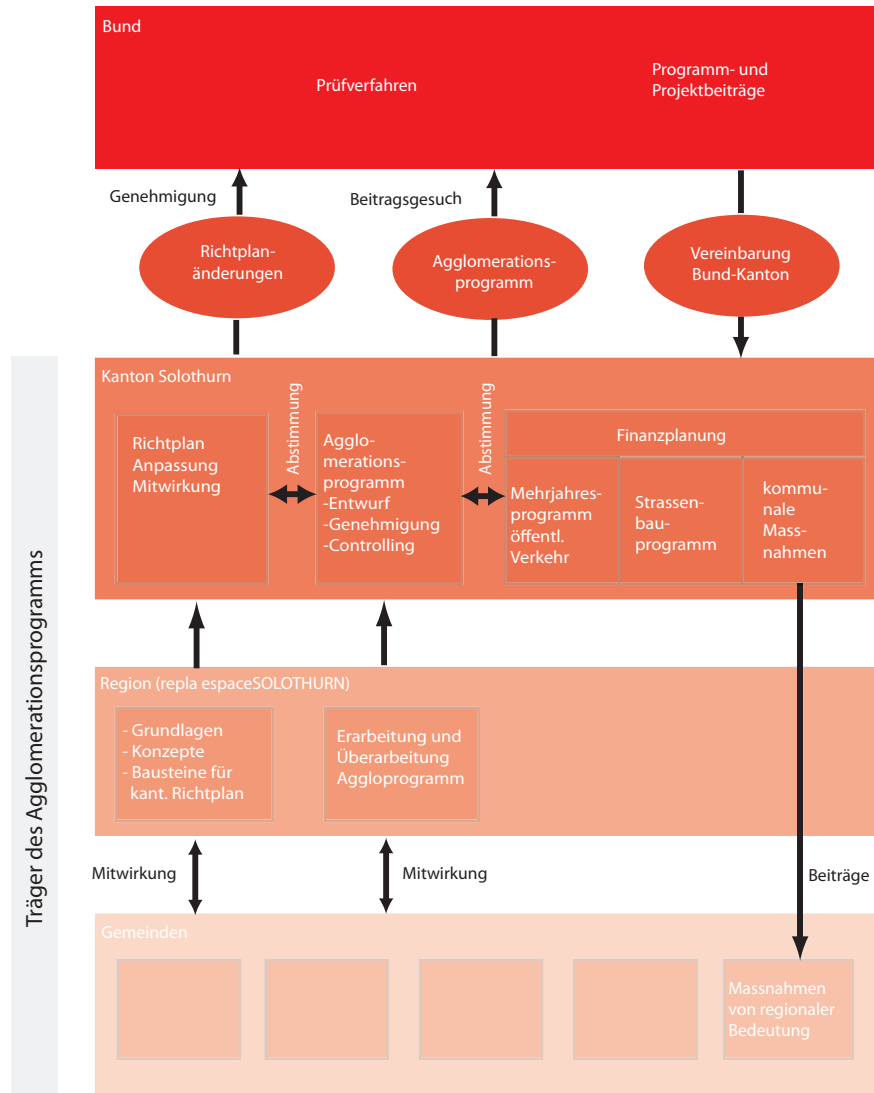 Bund
Prüfverfahren
Programm- und
Projektbeiträge
Genehmigung
Beitragsgesuch
Richtplan-
änderungen
Agglomerations-
programm
Vereinbarung
Bund-Kanton
Träger des Agglomerationsprogramms
Kanton Solothurn
Richtplan
Anpassung
Mitwirkung
Abstimmung
Agglo-
merations-
programm
-Entwurf
-Genehmigung
-Controlling
Abstimmung
Finanzplanung
Mehrjahres-
programm
öffentl.
Verkehr
Strassen-
bau-
programm
kommu-
nale
Mass-
nahmen
Region (repla espaceSOLOTHURN)
- Grundlagen
- Konzepte
- Bausteine für
kant. Richtplan
Erarbeitung und
Überarbeitung
Aggloprogramm
Mitwirkung
Mitwirkung
Beiträge
Gemeinden
Massnahmen
von regionaler
Bedeutung